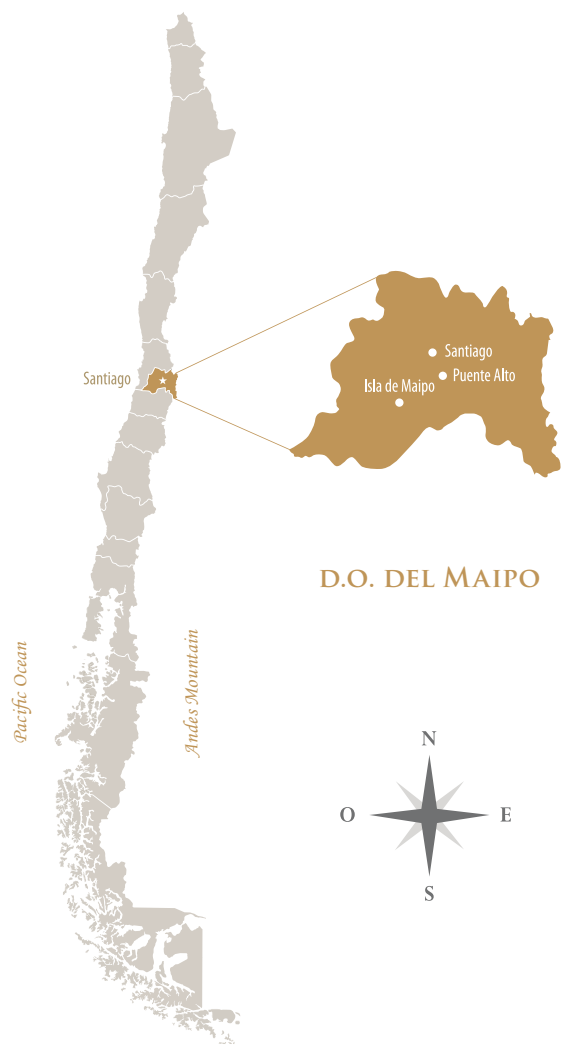 Santiago
Santiago
Puente Alto
Isla de Maipo
D.O. DEL MAIPO
Pacific Ocean
Andes Mountain
N
O
E
S